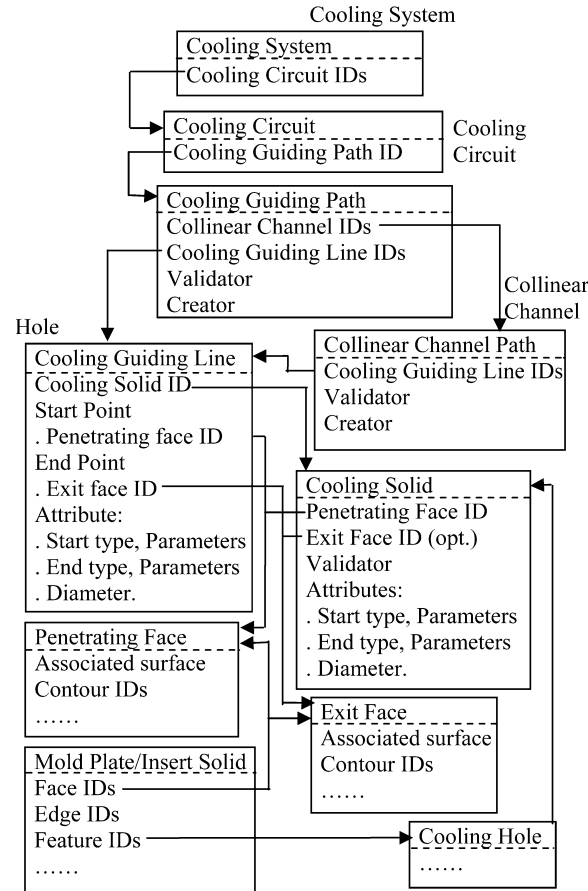 Cooling System
Cooling System
Cooling Circuit IDs
Cooling Circuit
Cooling Guiding Path ID
Cooling
Circuit
Cooling Guiding Path
Collinear Channel IDs
Cooling Guiding Line IDs
Validator
Creator
Collinear
Channel
Hole
Cooling Guiding Line
Cooling Solid ID
Start Point
. Penetrating face ID
End Point
. Exit face ID
Attribute:
. Start type, Parameters
. End type, Parameters
. Diameter.
Collinear Channel Path
Cooling Guiding Line IDs
Validator
Creator
Cooling Solid
Penetrating Face ID
Exit Face ID (opt.)
Validator
Attributes:
. Start type, Parameters
. End type, Parameters
. Diameter.
Penetrating Face
Associated surface
Contour IDs
……
Exit Face
Associated surface
Contour IDs
……
Mold Plate/Insert Solid
Face IDs
Edge IDs
Feature IDs
……
Cooling Hole
……